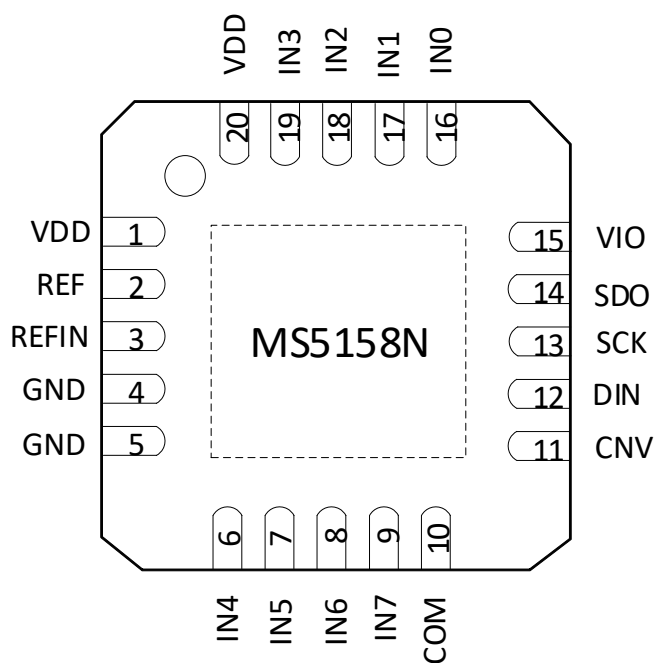 VDD IN3 IN2 IN1 IN0
20 19 18 17 16
VDD 1 15 VIO
REF 2 14 SDO
REFIN 3 MS5158N 13 SCK
GND 4 12 DIN
GND 5 11 CNV
6 7 8 9 10
IN4 IN5 IN6 IN7 COM